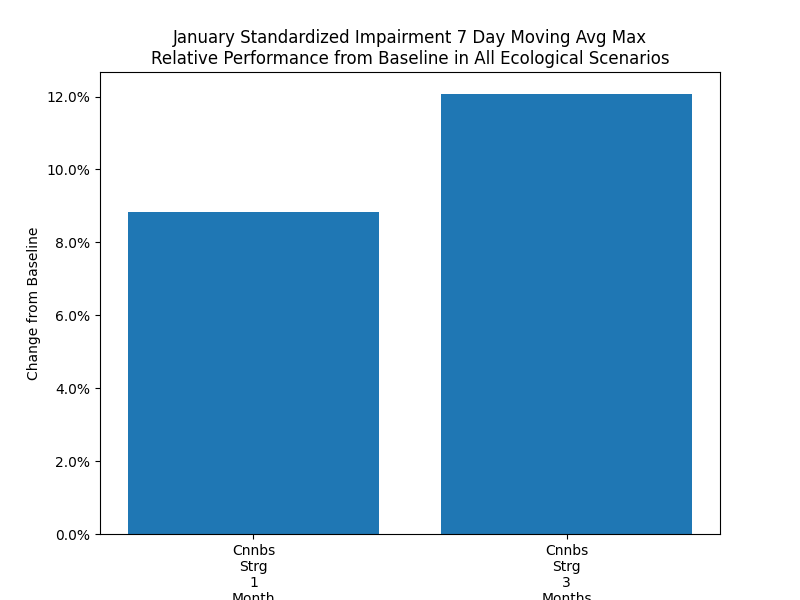 January Standardized Impairment 7 Day Moving Avg Max
Relative Performance from Baseline in All Ecological Scenarios
Change from Baseline
12.0%
10.0%
8.0%
6.0%
4.0%
2.0%
0.0%
Cnnbs
Strg
1
Month
Cnnbs
Strg
3
Months